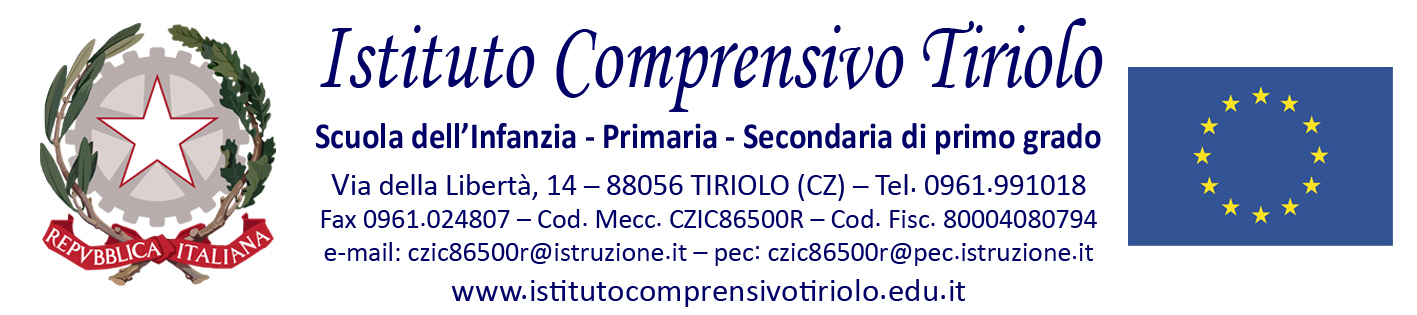 Istituto Comprensivo Tiriolo
Scuola dell'Infanzia - Primaria - Secondaria di primo grado
Via della Libertà, 14 – 88056 TIRIOLO (CZ) – Tel. 0961.991018
Fax 0961.024807 – Cod. Mecc. CZIC86500R – Cod. Fisc. 80004080794
e-mail: czic86500r@istruzione.it – pec: czic86500r@pec.istruzione.it
www.istitutocomprensivotiriolo.edu.it
REPVBBLICA ITALIANA